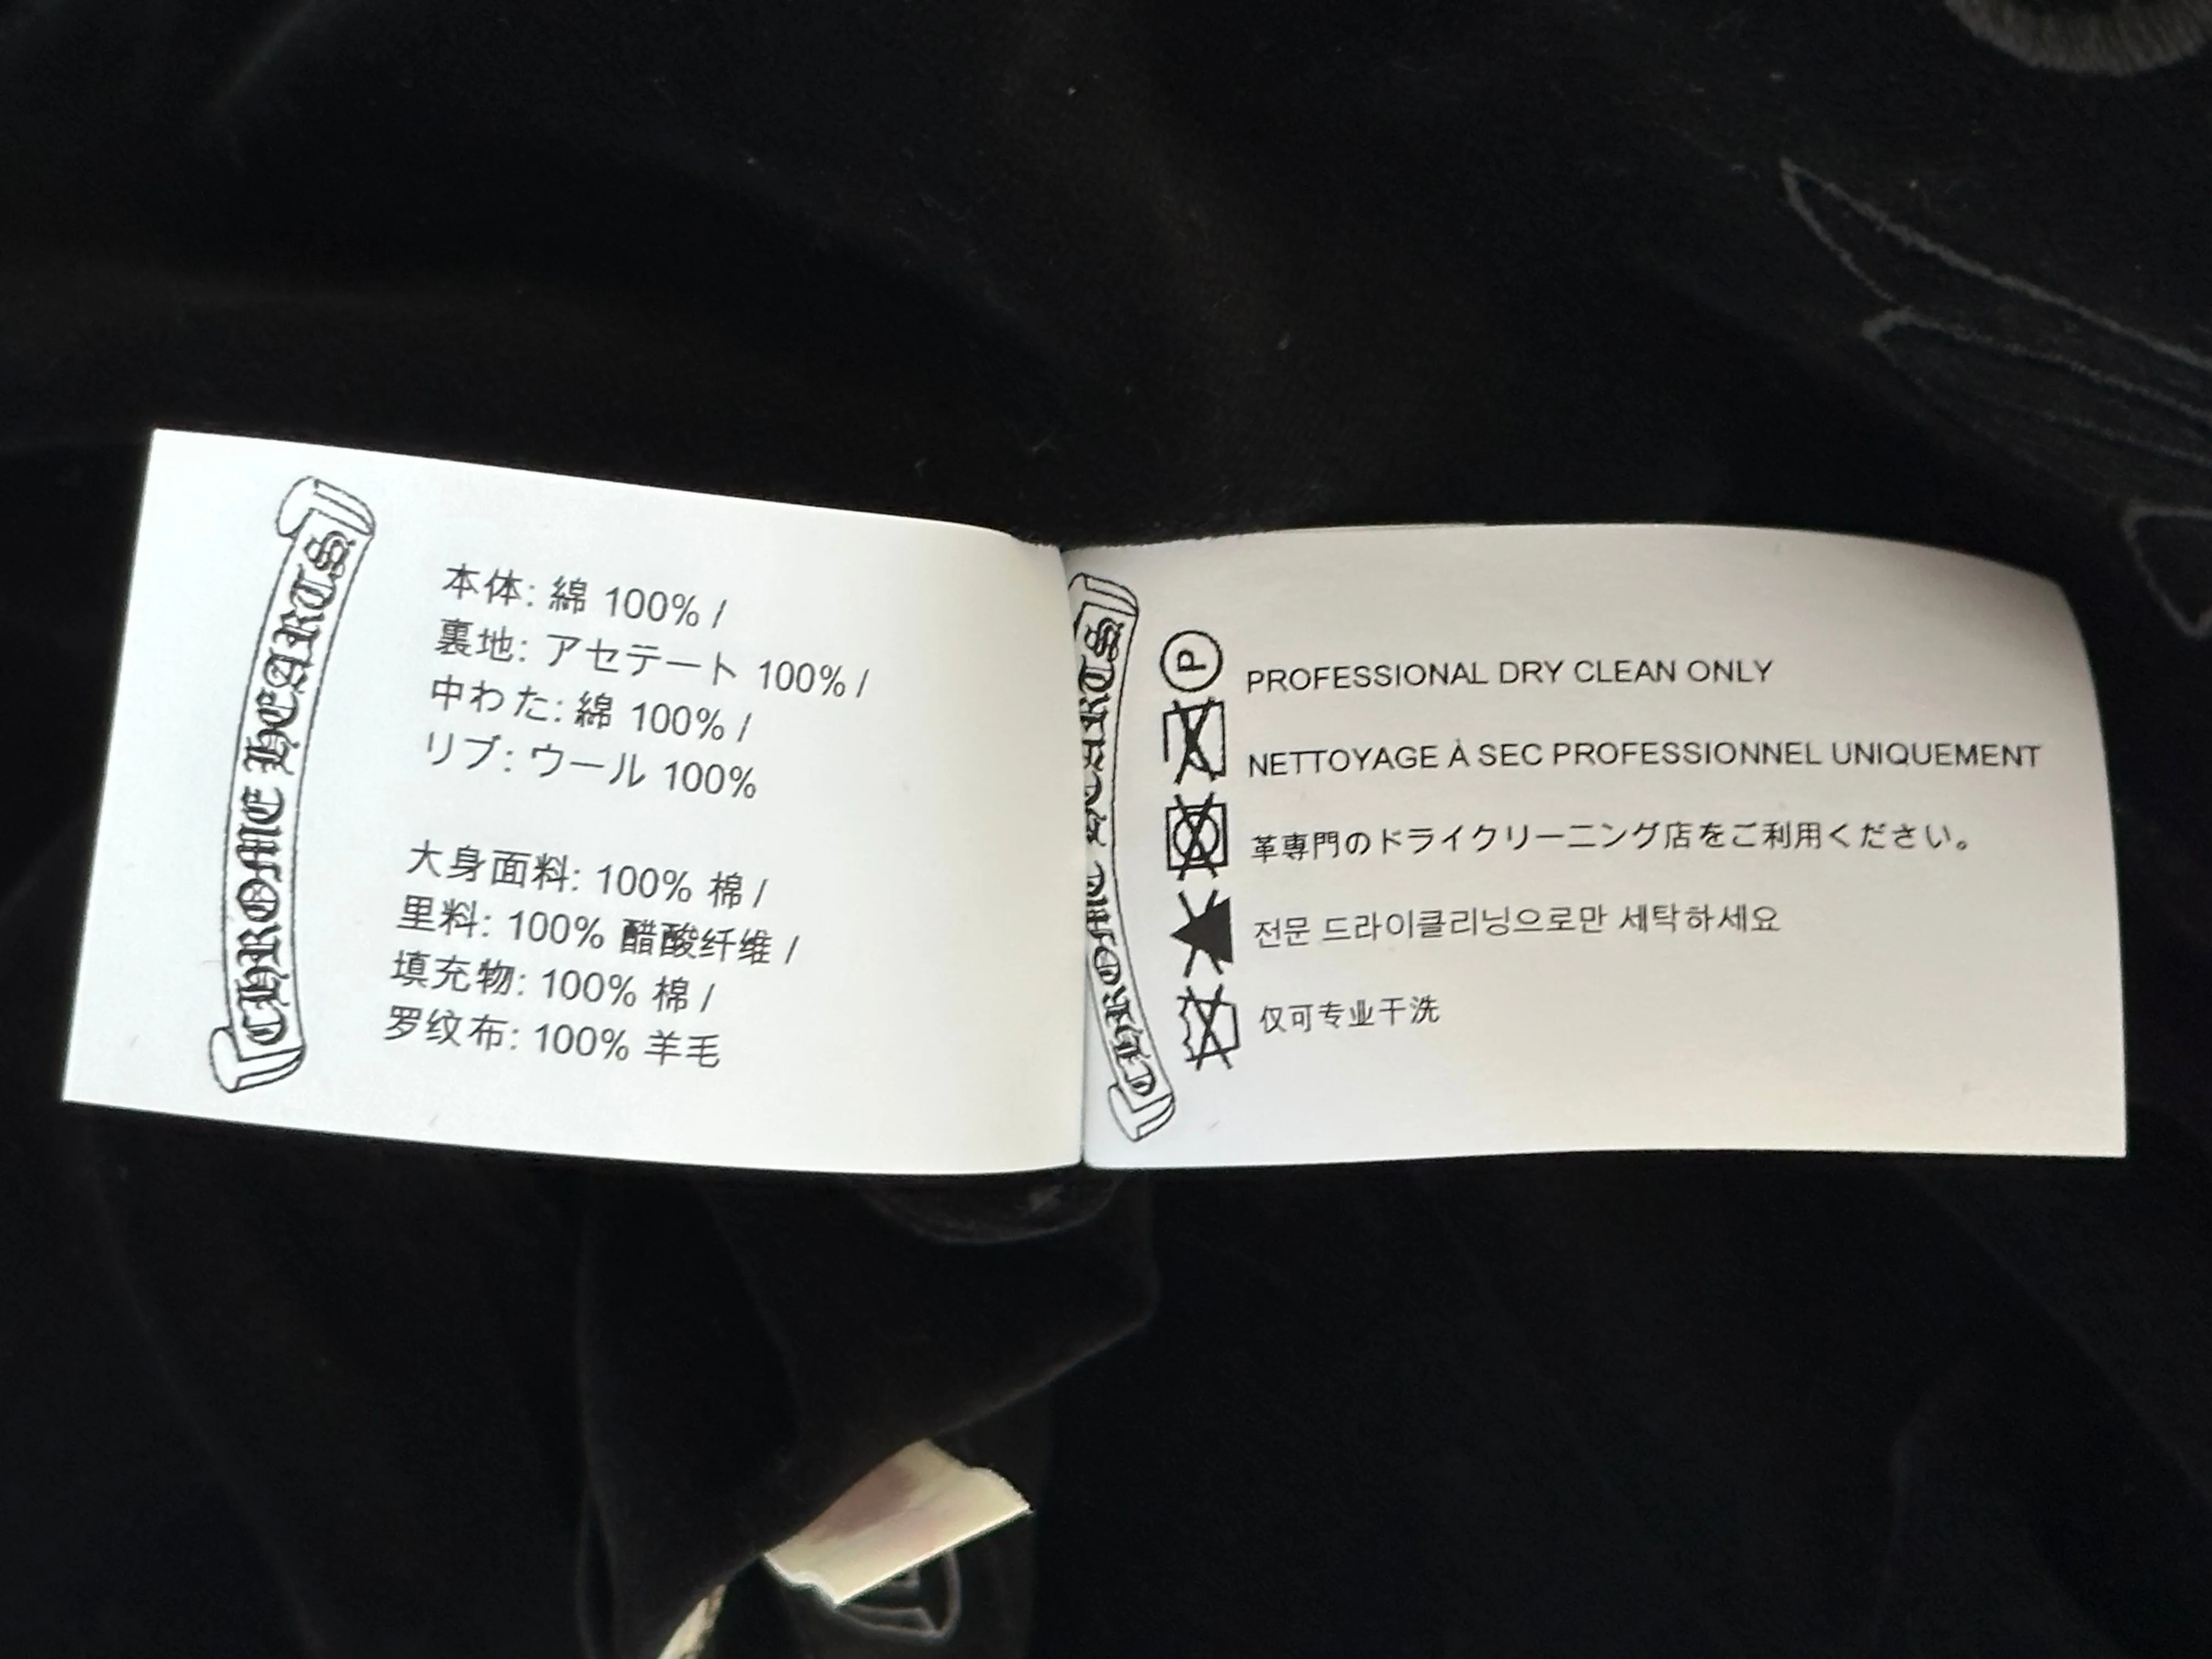 CHROME HEARTS
本体: 綿 100% /
裏地: アセテート 100% /
中わた: 綿 100% /
リブ: ウール 100%
大身面料: 100% 棉 /
里料: 100% 醋酸纤维 /
填充物: 100% 棉 /
罗纹布: 100% 羊毛
CHROME HEARTS
P
PROFESSIONAL DRY CLEAN ONLY
NETTOYAGE À SEC PROFESSIONNEL UNIQUEMENT
革専門のドライクリーニング店をご利用ください。
전문 드라이클리닝으로만 세탁하세요
仅可专业干洗